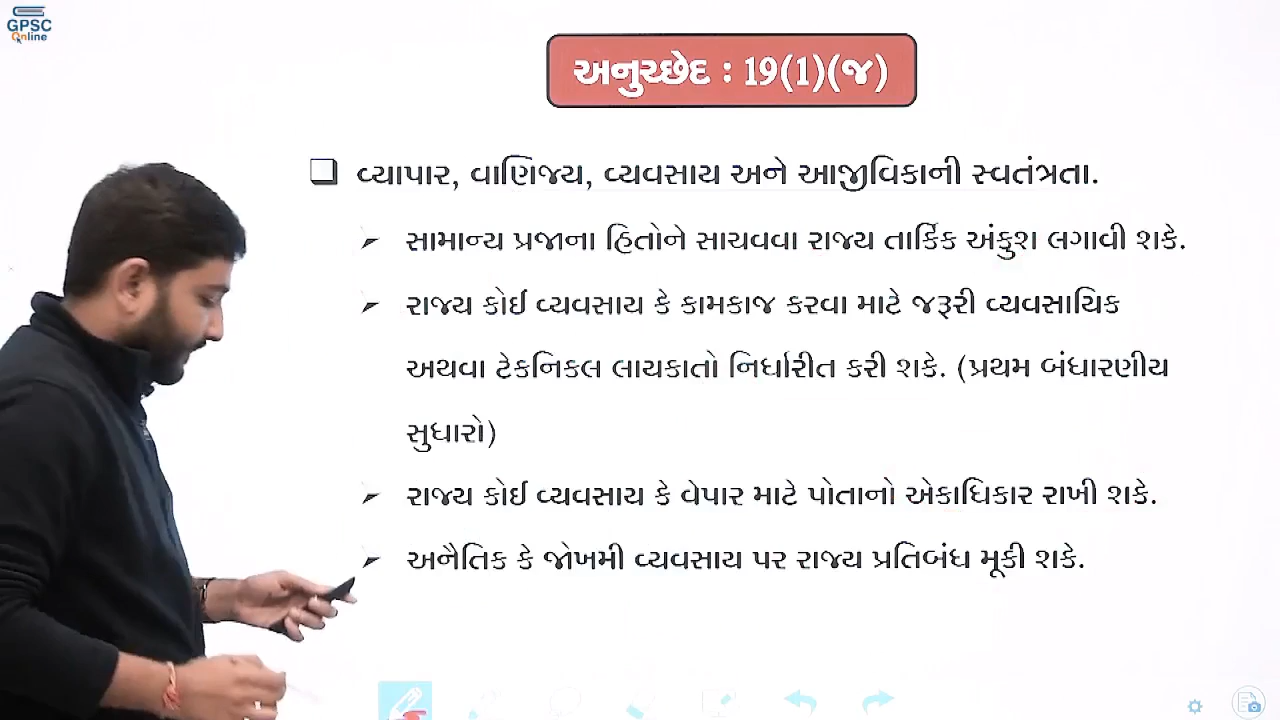 GPSC
Online
અનુચ્છેદ : 19(1)(જ)
વ્યાપાર, વાણિજ્ય, વ્યવસાય અને આજીવિકાની સ્વતંત્રતા.
સામાન્ય પ્રજાના હિતોને સાચવવા રાજ્ય તાર્કિક અંકુશ લગાવી શકે.
રાજ્ય કોઈ વ્યવસાય કે કામકાજ કરવા માટે જરૂરી વ્યવસાયિક
અથવા ટેકનિકલ લાયકાતો નિર્ધારીત કરી શકે. (પ્રથમ બંધારણીય
સુધારો)
રાજ્ય કોઈ વ્યવસાય કે વેપાર માટે પોતાનો એકાધિકાર રાખી શકે.
અનૈતિક કે જોખમી વ્યવસાય પર રાજ્ય પ્રતિબંધ મૂકી શકે.